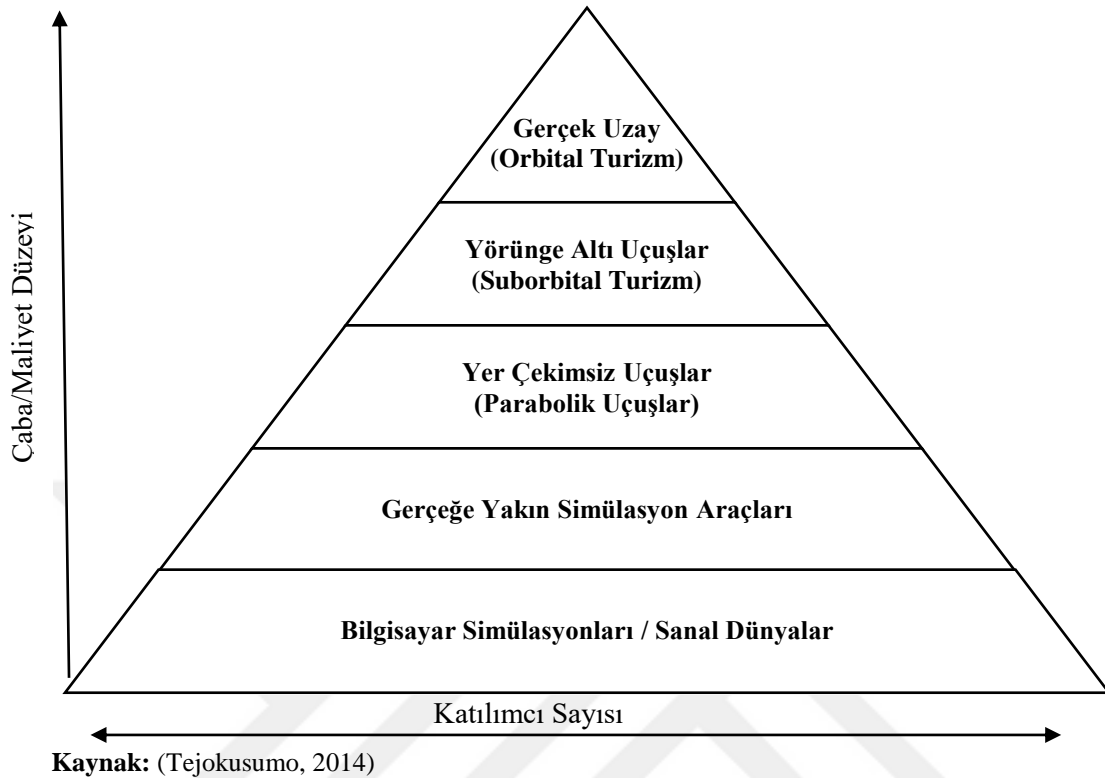 Gerçek Uzay
(Orbital Turizm)
Yörünge Altı Uçuşlar
(Suborbital Turizm)
Yer Çekimsiz Uçuşlar
(Parabolik Uçuşlar)
Gerçeğe Yakın Simülasyon Araçları
Bilgisayar Simülasyonları / Sanal Dünyalar
Çaba/Maliyet Düzeyi
Katılımcı Sayısı
Kaynak: (Tejokusumo, 2014)